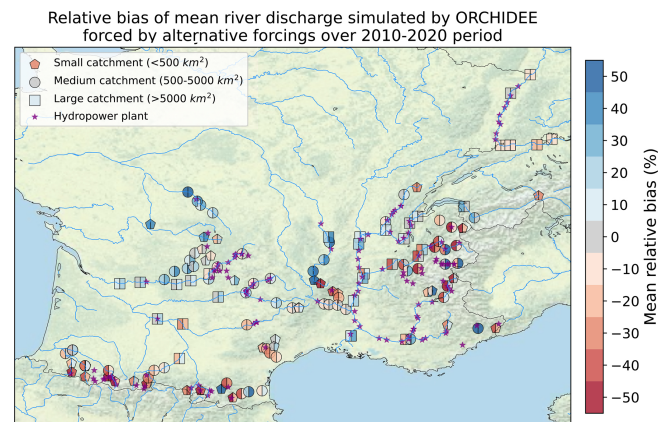 Relative bias of mean river discharge simulated by ORCHIDEE
forced by alternative forcings over 2010-2020 period
Small catchment (<500 km²)
Medium catchment (500-5000 km²)
Large catchment (>5000 km²)
Hydropower plant
50
40
30
20
10
0
−10
−20
−30
−40
−50
Mean relative bias (%)